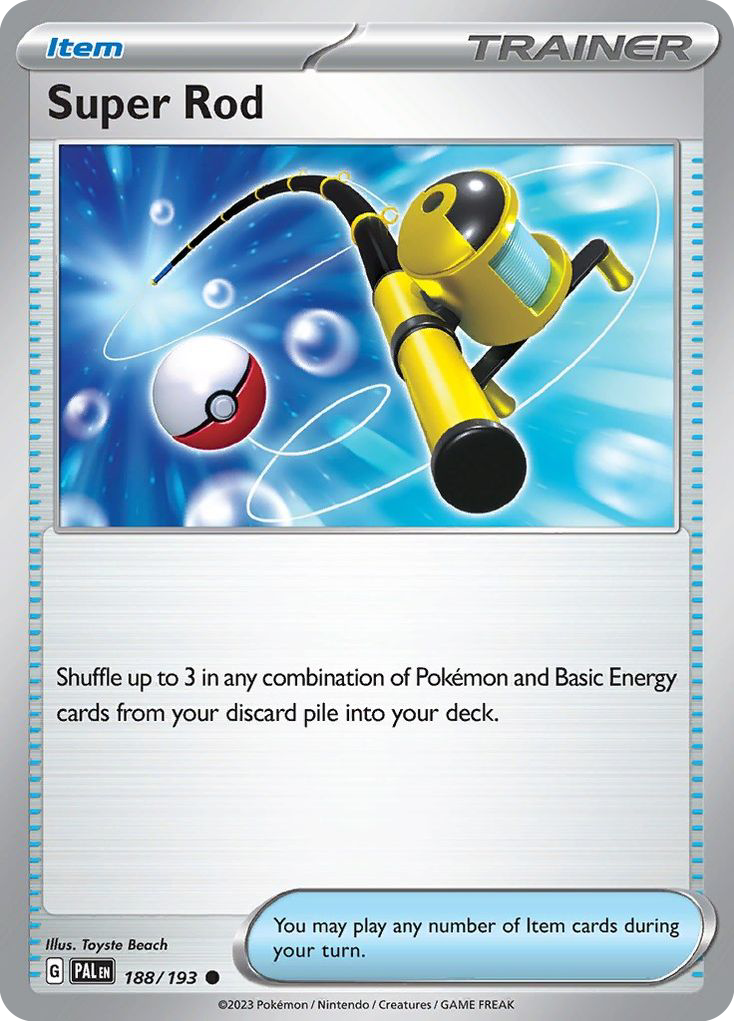 Item
TRAINER
Super Rod
Shuffle up to 3 in any combination of Pokémon and Basic Energy
cards from your discard pile into your deck.
You may play any number of Item cards during
your turn.
Illus. Toyste Beach
G PAL EN 188/193
©2023 Pokémon / Nintendo / Creatures / GAME FREAK